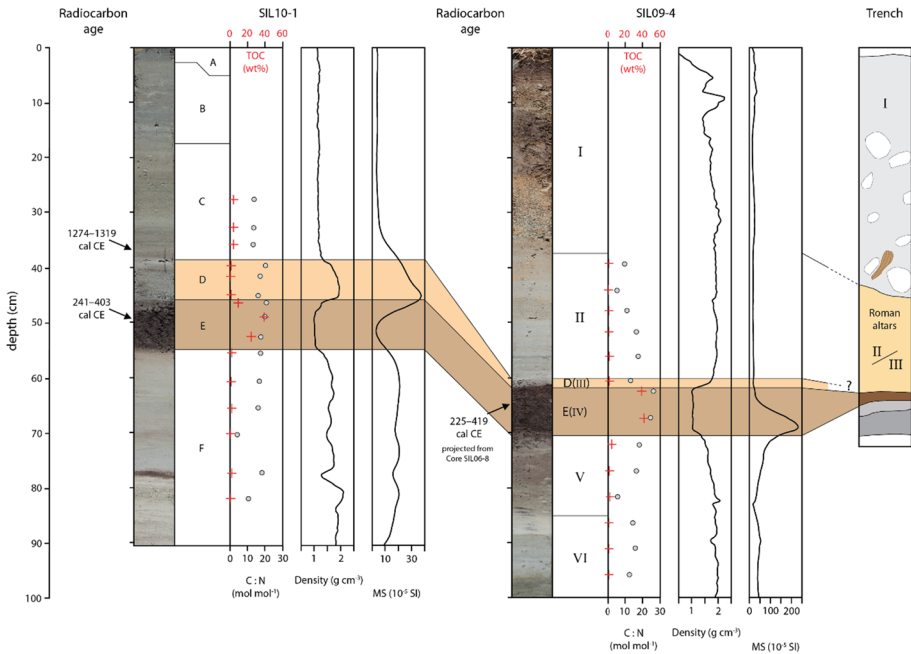 Radiocarbon age
SIL10-1
Radiocarbon age
SIL09-4
Trench
0 20 40 60
TOC
(wt%)
0 20 40 60
TOC
(wt%)
depth (cm)
0
10
20
30
40
50
60
70
80
90
100
A
B
C
D
E
F
1274–1319
cal CE
241–403
cal CE
225–419
cal CE
projected from
Core SIL06-8
I
II
D(III)
E(IV)
V
VI
I
Roman
altars
II
III
?
0 10 20 30
C : N
(mol mol-1)
1 2
Density (g cm-3)
10 30
MS (10-5 SI)
0 10 20 30
C : N
(mol mol-1)
1 2
Density (g cm-3)
0 100 200
MS (10-5 SI)